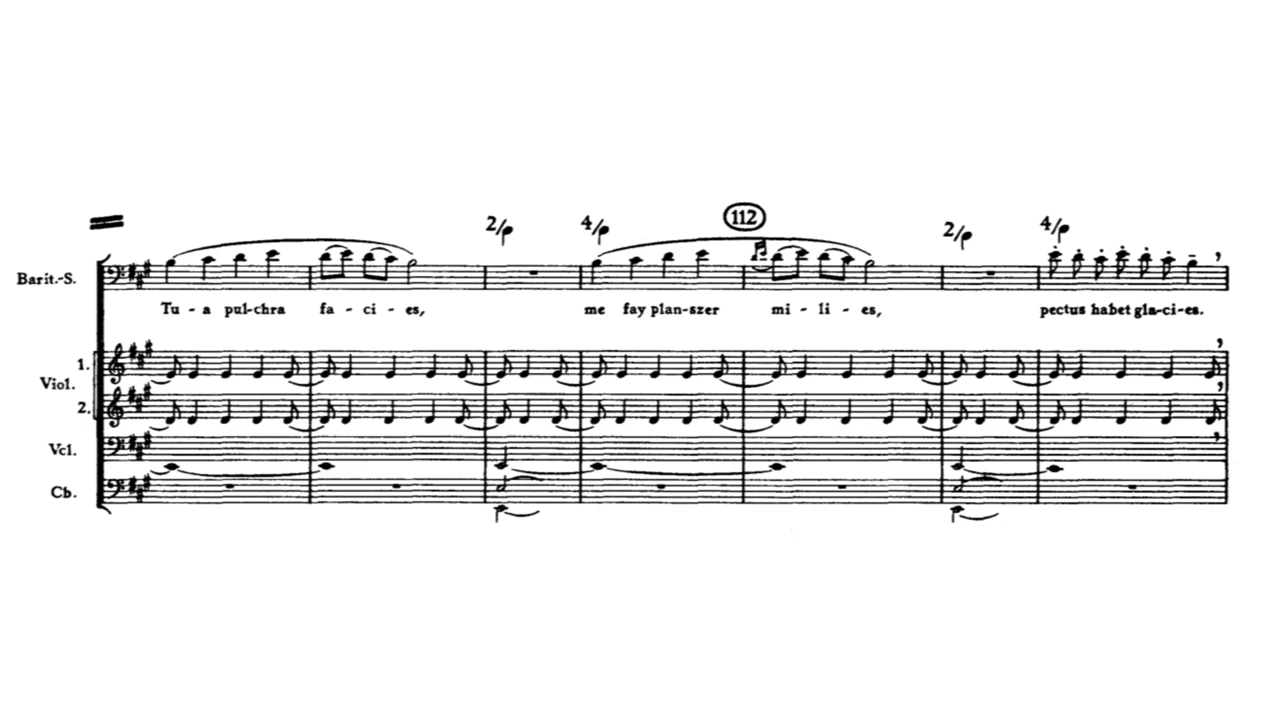 2/ 4/ 112 2/ 4/
Barit.-S.
Tu - a pul-chra fa - ci - es, me fay plan-szer mi - li - es, pectus habet gla-ci-es.
1.
Viol.
2.
Vcl.
Cb.